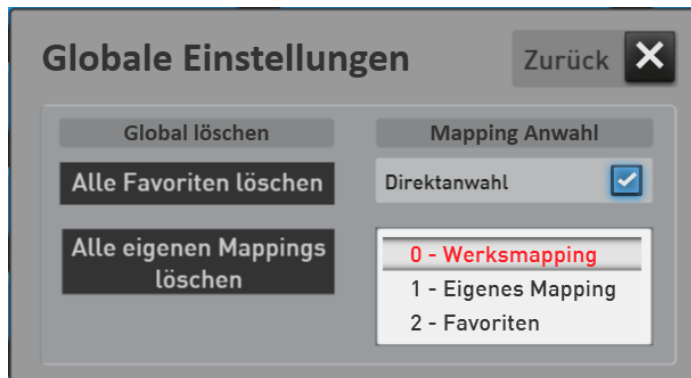 Globale Einstellungen
Zurück
Global löschen
Mapping Anwahl
Alle Favoriten löschen
Direktanwahl
Alle eigenen Mappings
löschen
0 - Werksmapping
1 - Eigenes Mapping
2 - Favoriten